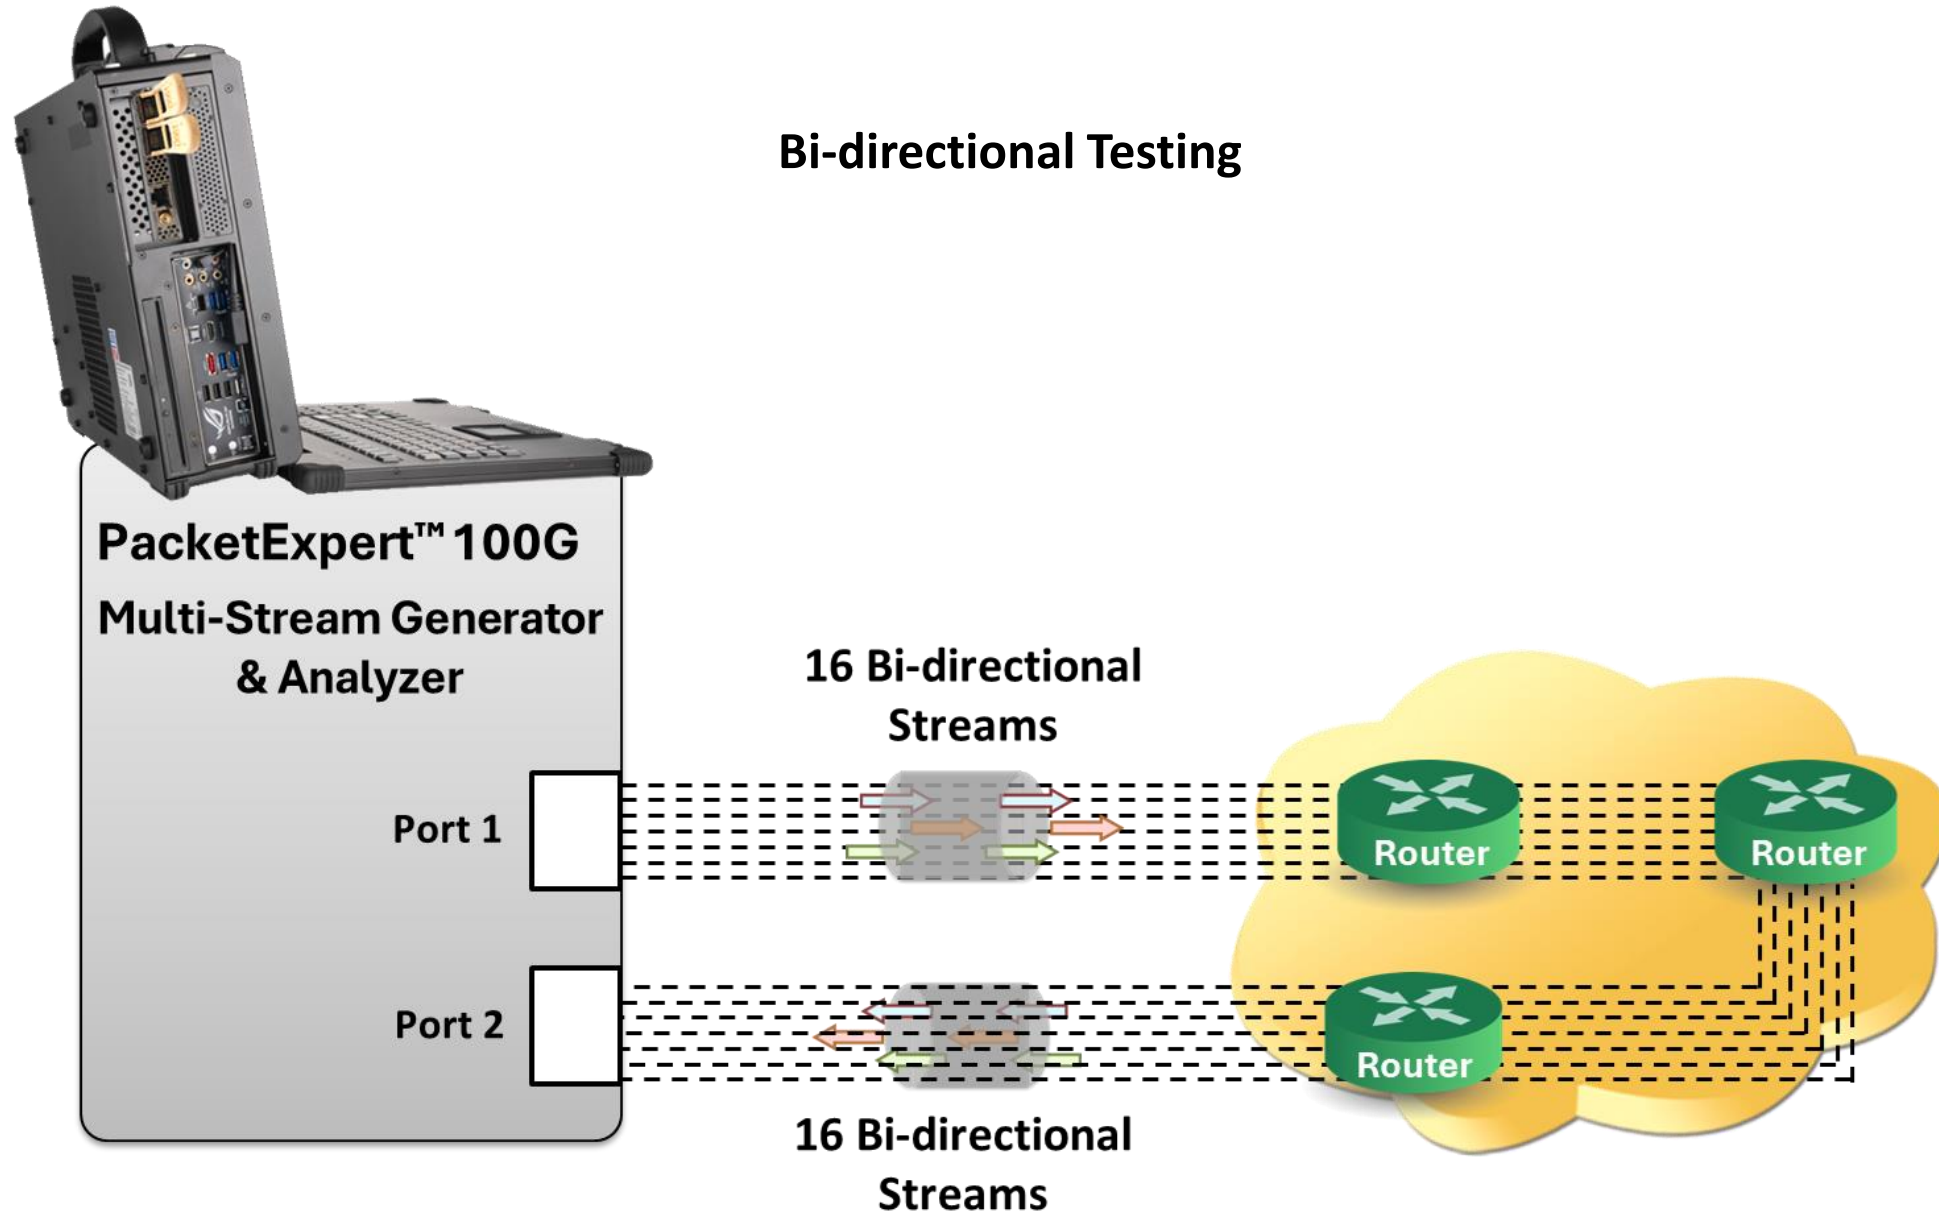 Bi-directional Testing
PacketExpert™ 100G
Multi-Stream Generator
& Analyzer
16 Bi-directional
Streams
Port 1
Router
Router
Port 2
Router
16 Bi-directional
Streams